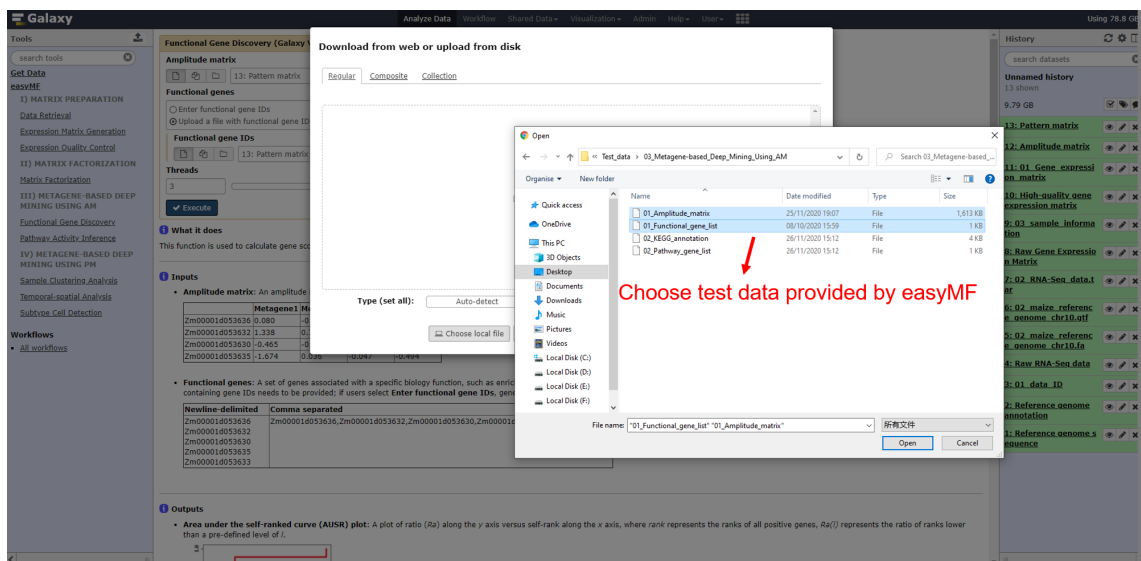 Galaxy
Analyze Data Workflow Shared Data Visualization Admin Help User
Using 78.8 GB
Tools
search tools
Get Data
easyMF
I) MATRIX PREPARATION
Data Retrieval
Expression Matrix Generation
Expression Quality Control
II) MATRIX FACTORIZATION
Matrix Factorization
III) METAGENE-BASED DEEP
MINING USING AM
Functional Gene Discovery
Pathway Activity Inference
IV) METAGENE-BASED DEEP
MINING USING PM
Sample Clustering Analysis
Temporal-spatial Analysis
Subtype Cell Detection
Workflows
All workflows
Functional Gene Discovery (Galaxy V
Amplitude matrix
13: Pattern matrix
Functional genes
Enter functional gene IDs
Upload a file with functional gene ID
Functional gene IDs
13: Pattern matrix
Threads
3
Execute
What it does
This function is used to calculate gene sco
Inputs
• Amplitude matrix: An amplitude
Metagene1 Me
Zm00001d053636 0.080 -0
Zm00001d053632 1.338 0.
Zm00001d053630 -0.465 -0
Zm00001d053635 -1.674 0.036 -0.047 -0.494
• Functional genes: A set of genes associated with a specific biology function, such as enric
containing gene IDs needs to be provided; if users select Enter functional gene IDs, gene
Newline-delimited Comma separated
Zm00001d053636 Zm00001d053636,Zm00001d053632,Zm00001d053630,Zm00001d
Zm00001d053632
Zm00001d053630
Zm00001d053635
Zm00001d053633
Outputs
• Area under the self-ranked curve (AUSR) plot: A plot of ratio (Ra) along the y axis versus self-rank along the x axis, where rank represents the ranks of all positive genes, Ra(l) represents the ratio of ranks lower
than a pre-defined level of l.
Download from web or upload from disk
Regular Composite Collection
Type (set all): Auto-detect
Choose local file
Open
« Test_data › 03_Metagene-based_Deep_Mining_Using_AM
Search 03_Metagene-based_...
Organise New folder
Quick access
OneDrive
This PC
3D Objects
Desktop
Documents
Downloads
Music
Pictures
Videos
Local Disk (C:)
Local Disk (D:)
Local Disk (E:)
Local Disk (F:)
Name Date modified Type Size
01_Amplitude_matrix 25/11/2020 19:07 File 1,613 KB
01_Functional_gene_list 08/10/2020 15:59 File 1 KB
02_KEGG_annotation 26/11/2020 15:12 File 4 KB
02_Pathway_gene_list 26/11/2020 15:12 File 1 KB
Choose test data provided by easyMF
File name: "01_Functional_gene_list" "01_Amplitude_matrix"
所有文件
Open Cancel
History
search datasets
Unnamed history
13 shown
9.79 GB
13: Pattern matrix
12: Amplitude matrix
11: 01_Gene_expressi
on_matrix
10: High-quality gene
expression matrix
9: 03_sample_informa
tion
8: Raw Gene Expressio
n Matrix
7: 02_RNA-Seq_data.t
ar
6: 02_maize_referenc
e_genome_chr10.gtf
5: 02_maize_referenc
e_genome_chr10.fa
4: Raw RNA-Seq data
3: 01_data_ID
2: Reference genome
annotation
1: Reference genome s
equence